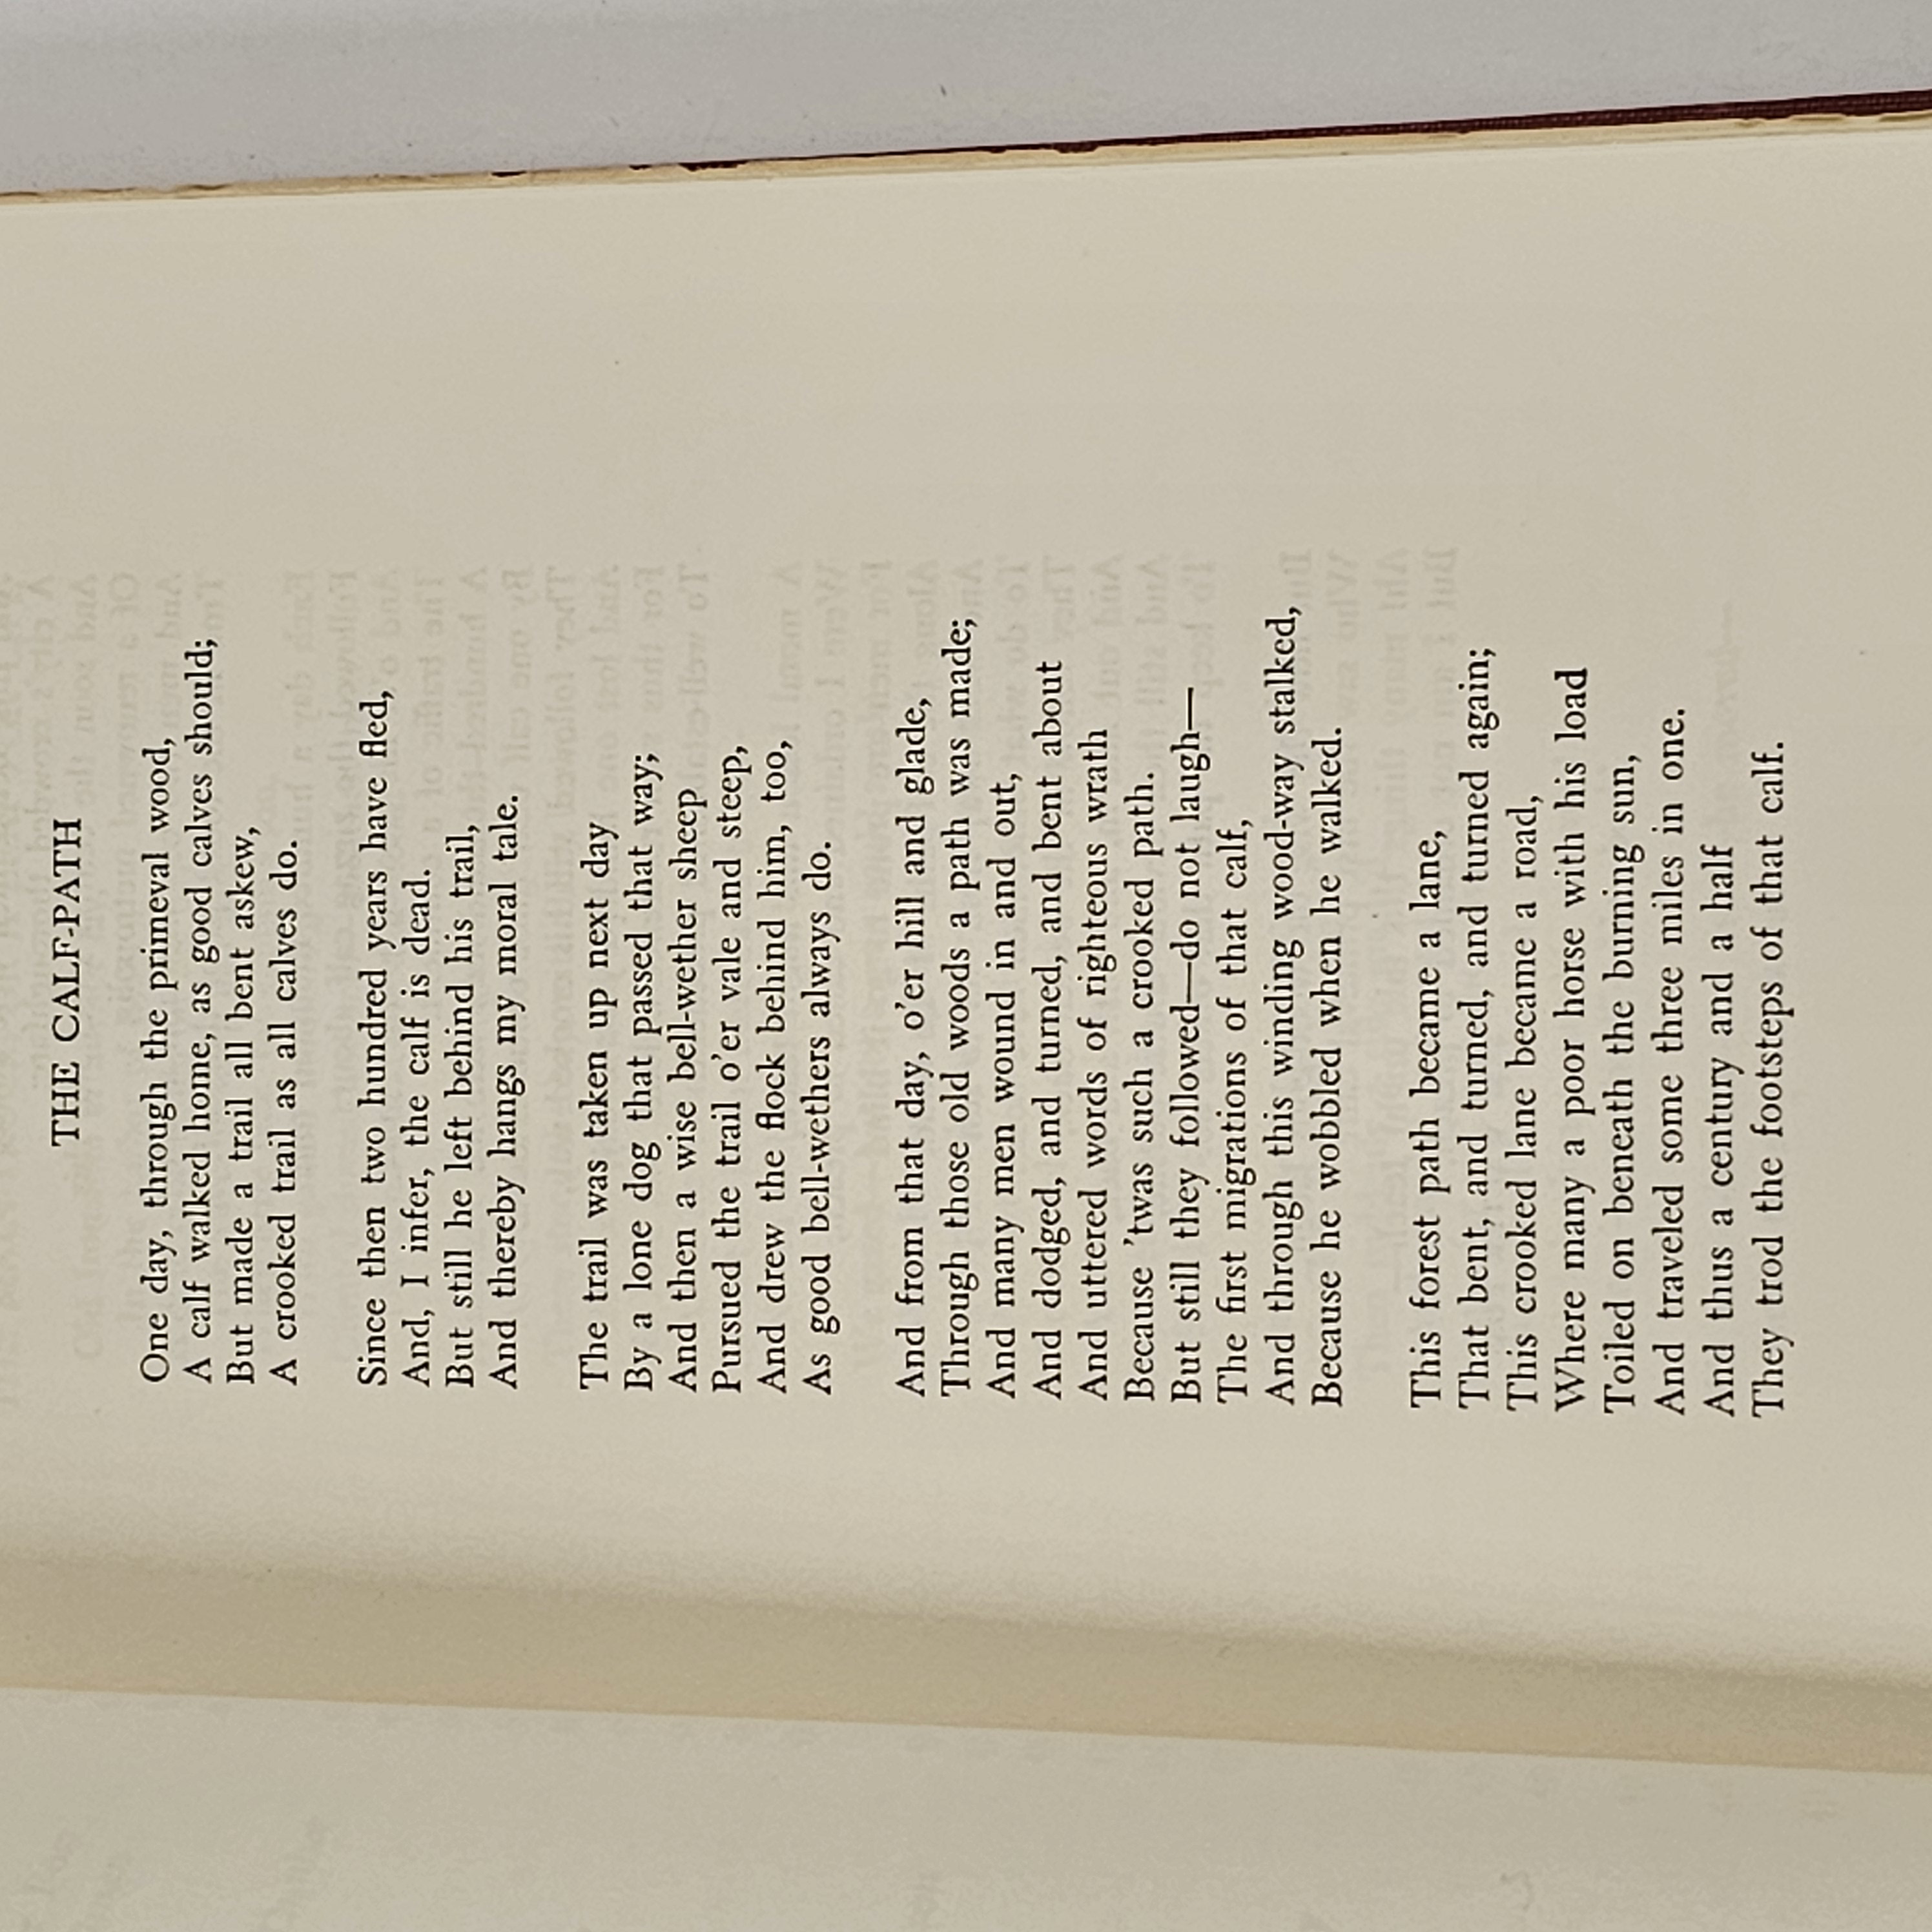 THE CALF-PATH
One day, through the primeval wood,
A calf walked home, as good calves should;
But made a trail all bent askew,
A crooked trail as all calves do.
Since then two hundred years have fled,
And, I infer, the calf is dead.
But still he left behind his trail,
And thereby hangs my moral tale.
The trail was taken up next day
By a lone dog that passed that way;
And then a wise bell-wether sheep
Pursued the trail o’er vale and steep,
And drew the flock behind him, too,
As good bell-wethers always do.
And from that day, o’er hill and glade,
Through those old woods a path was made;
And many men wound in and out,
And dodged, and turned, and bent about
And uttered words of righteous wrath
Because ’twas such a crooked path.
But still they followed—do not laugh—
The first migrations of that calf,
And through this winding wood-way stalked,
Because he wobbled when he walked.
This forest path became a lane,
That bent, and turned, and turned again;
This crooked lane became a road,
Where many a poor horse with his load
Toiled on beneath the burning sun,
And traveled some three miles in one.
And thus a century and a half
They trod the footsteps of that calf.